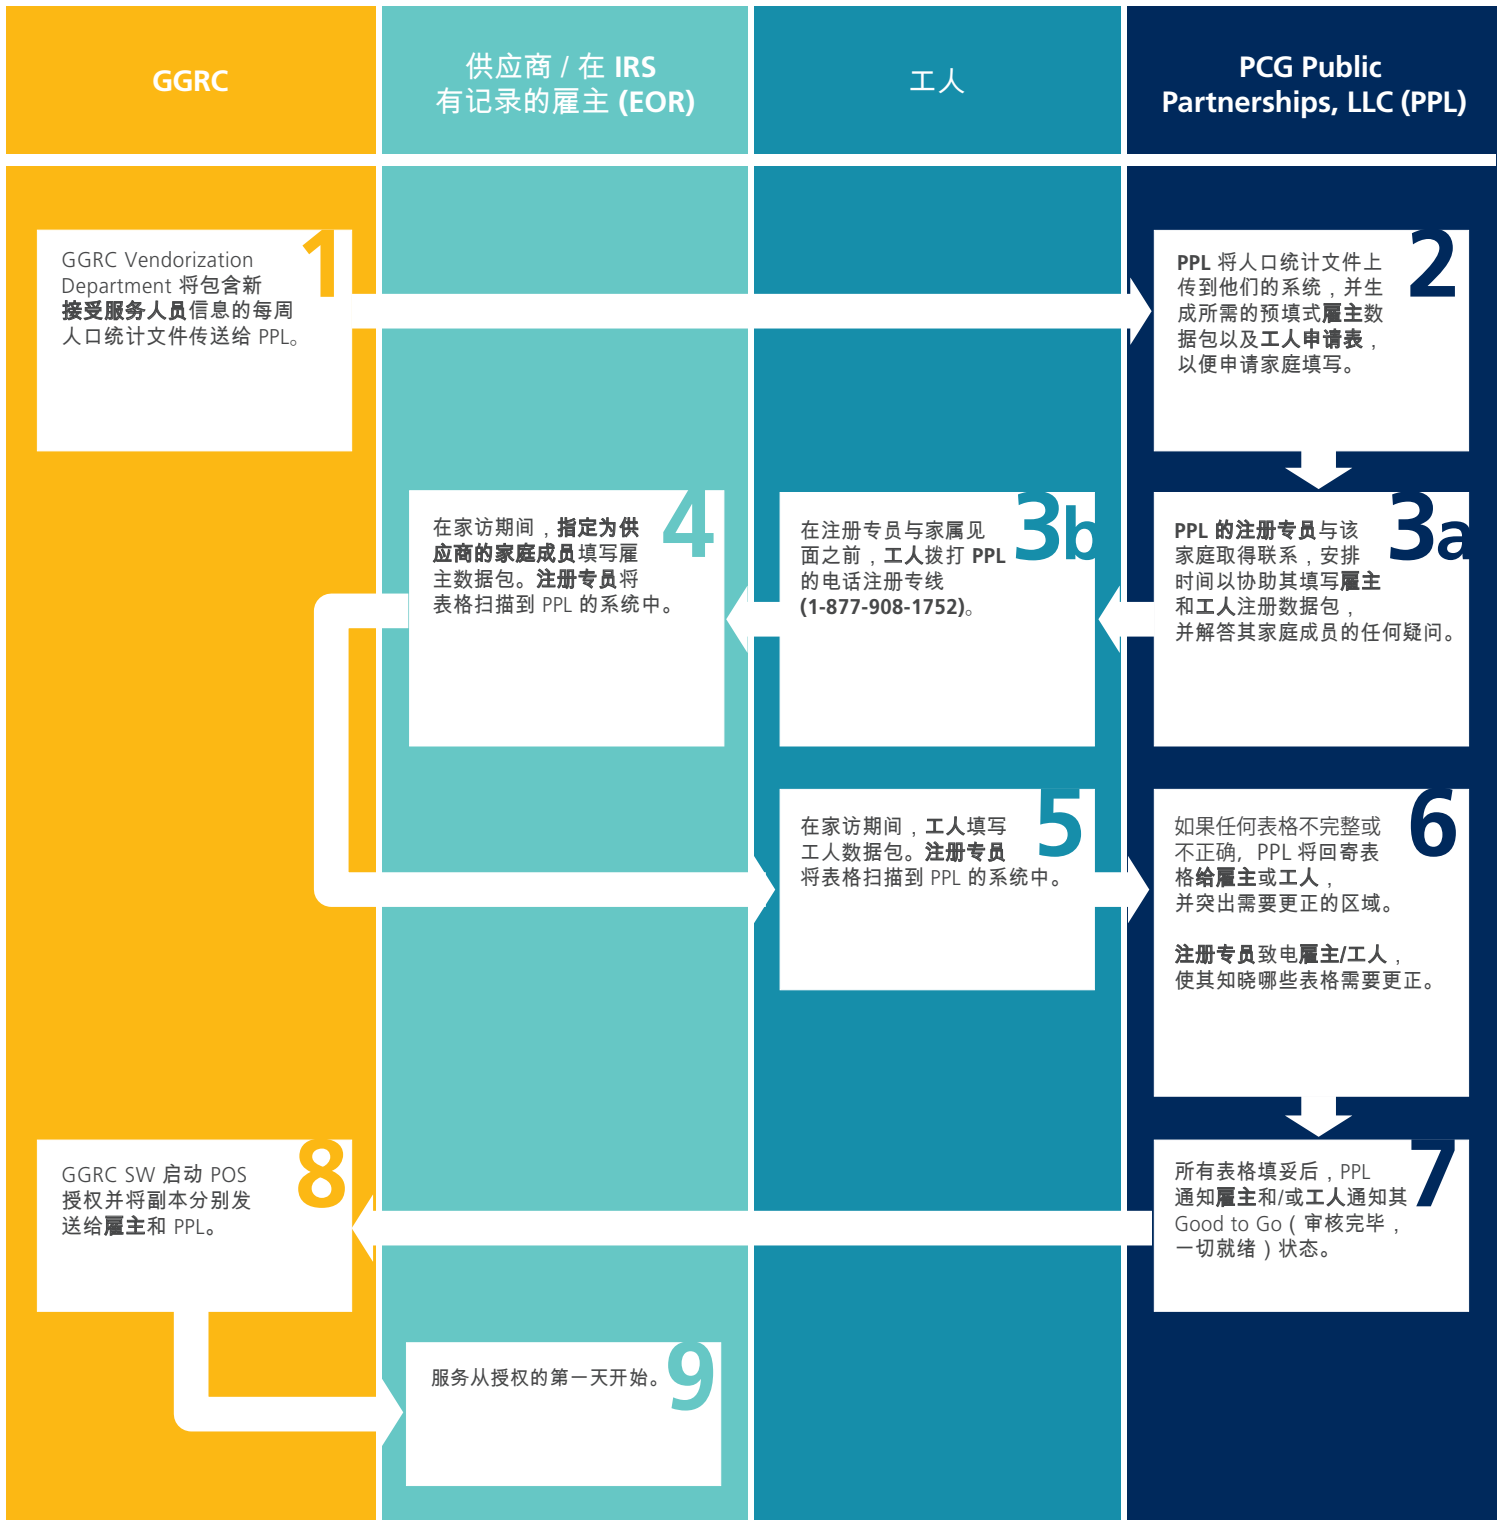 GGRC
供应商 / 在 IRS
有记录的雇主 (EOR)
工人
PCG Public
Partnerships, LLC (PPL)
1
GGRC Vendorization
Department 将包含新
接受服务人员信息的每周
人口统计文件传送给 PPL。
2
PPL 将人口统计文件上
传到他们的系统，并生
成所需的预填式雇主数
据包以及工人申请表，
以便申请家庭填写。
3a
PPL 的注册专员与该
家庭取得联系，安排
时间以协助其填写雇主
和工人注册数据包，
并解答其家庭成员的任何疑问。
3b
在注册专员与家属见
面之前，工人拨打 PPL
的电话注册专线
(1-877-908-1752)。
4
在家访期间，指定为供
应商的家庭成员填写雇
主数据包。注册专员将
表格扫描到 PPL 的系统中。
5
在家访期间，工人填写
工人数据包。注册专员
将表格扫描到 PPL 的系统中。
6
如果任何表格不完整或
不正确，PPL 将回寄表
格给雇主或工人，
并突出需要更正的区域。
注册专员致电雇主/工人，
使其知晓哪些表格需要更正。
7
所有表格填妥后，PPL
通知雇主和/或工人通知其
Good to Go（审核完毕，
一切就绪）状态。
8
GGRC SW 启动 POS
授权并将副本分别发
送给雇主和 PPL。
9
服务从授权的第一天开始。